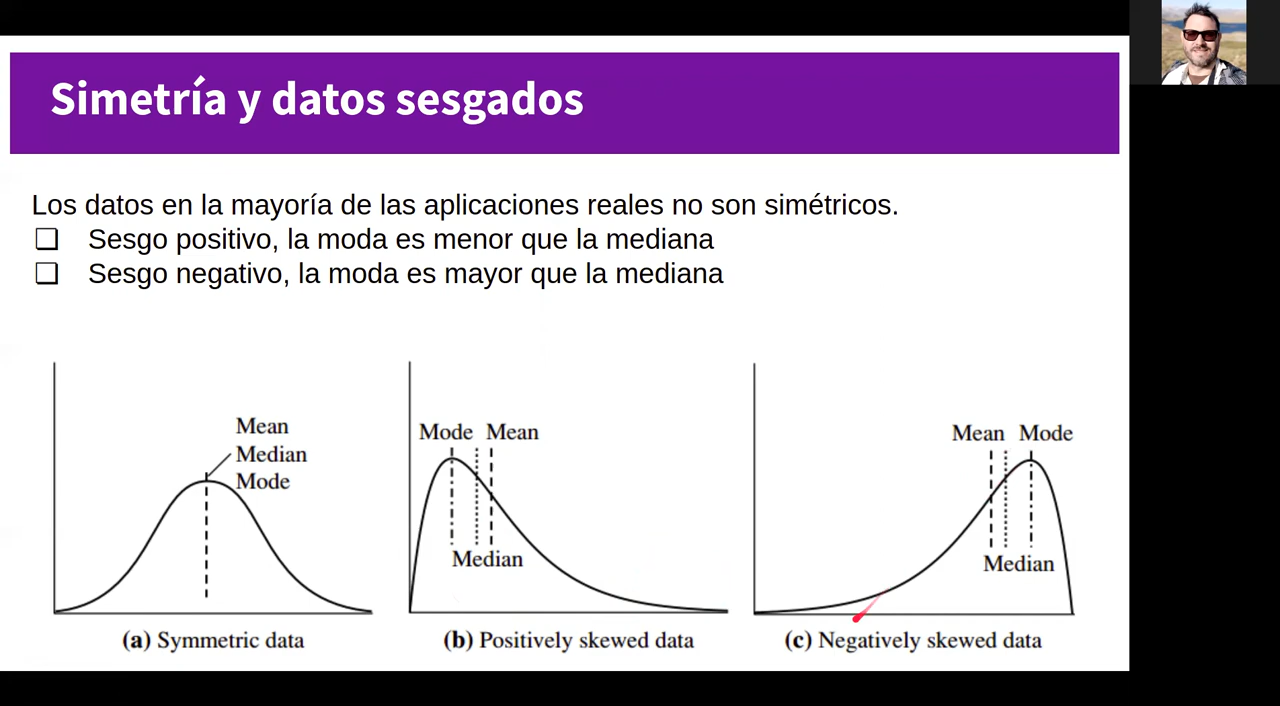 Simetría y datos sesgados
Los datos en la mayoría de las aplicaciones reales no son simétricos.
❏ Sesgo positivo, la moda es menor que la mediana
❏ Sesgo negativo, la moda es mayor que la mediana
Mean
Median
Mode
(a) Symmetric data
Mode Mean
Median
(b) Positively skewed data
Mean Mode
Median
(c) Negatively skewed data